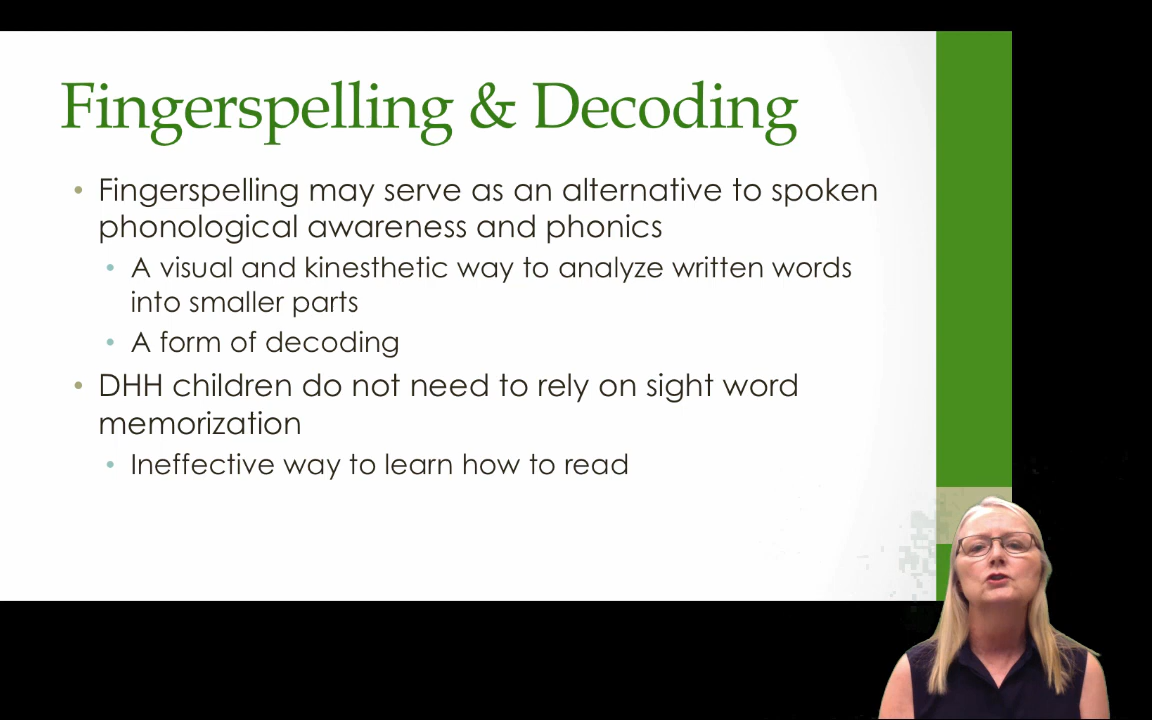 Fingerspelling & Decoding
• Fingerspelling may serve as an alternative to spoken
phonological awareness and phonics
• A visual and kinesthetic way to analyze written words
into smaller parts
• A form of decoding
• DHH children do not need to rely on sight word
memorization
• Ineffective way to learn how to read